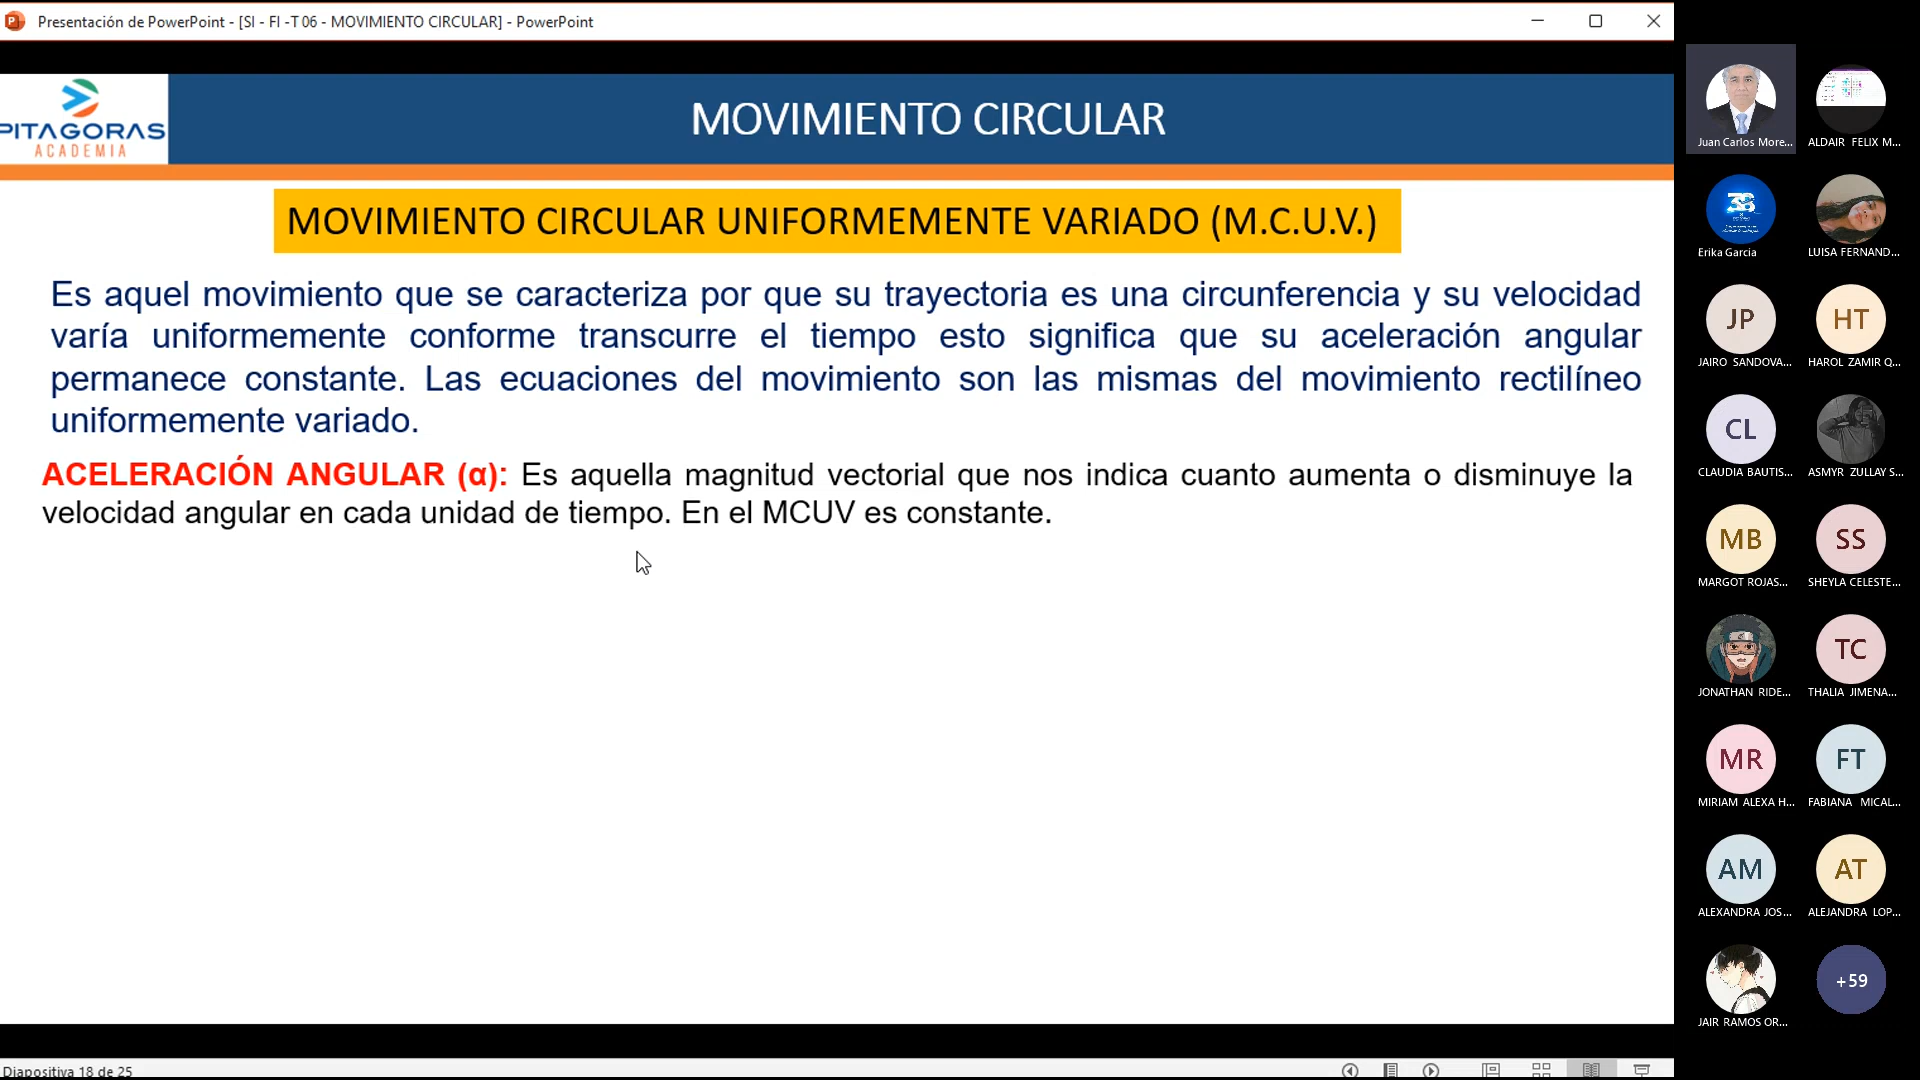 Presentación de PowerPoint - [SI - FI -T 06 - MOVIMIENTO CIRCULAR] - PowerPoint
PITAGORAS
ACADEMIA
MOVIMIENTO CIRCULAR
MOVIMIENTO CIRCULAR UNIFORMEMENTE VARIADO (M.C.U.V.)
Es aquel movimiento que se caracteriza por que su trayectoria es una circunferencia y su velocidad
varía uniformemente conforme transcurre el tiempo esto significa que su aceleración angular
permanece constante. Las ecuaciones del movimiento son las mismas del movimiento rectilíneo
uniformemente variado.
ACELERACIÓN ANGULAR (α): Es aquella magnitud vectorial que nos indica cuanto aumenta o disminuye la
velocidad angular en cada unidad de tiempo. En el MCUV es constante.
Diapositiva 18 de 25
Juan Carlos More...
ALDAIR FELIX M...
Erika Garcia
LUISA FERNAND...
JP
HT
JAIRO SANDOVA...
HAROL ZAMIR Q...
CL
CLAUDIA BAUTIS...
ASMYR ZULLAY S...
MB
SS
MARGOT ROJAS...
SHEYLA CELESTE...
TC
JONATHAN RIDE...
THALIA JIMENA...
MR
FT
MIRIAM ALEXA H...
FABIANA MICAL...
AM
AT
ALEXANDRA JOS...
ALEJANDRA LOP...
+59
JAIR RAMOS OR...